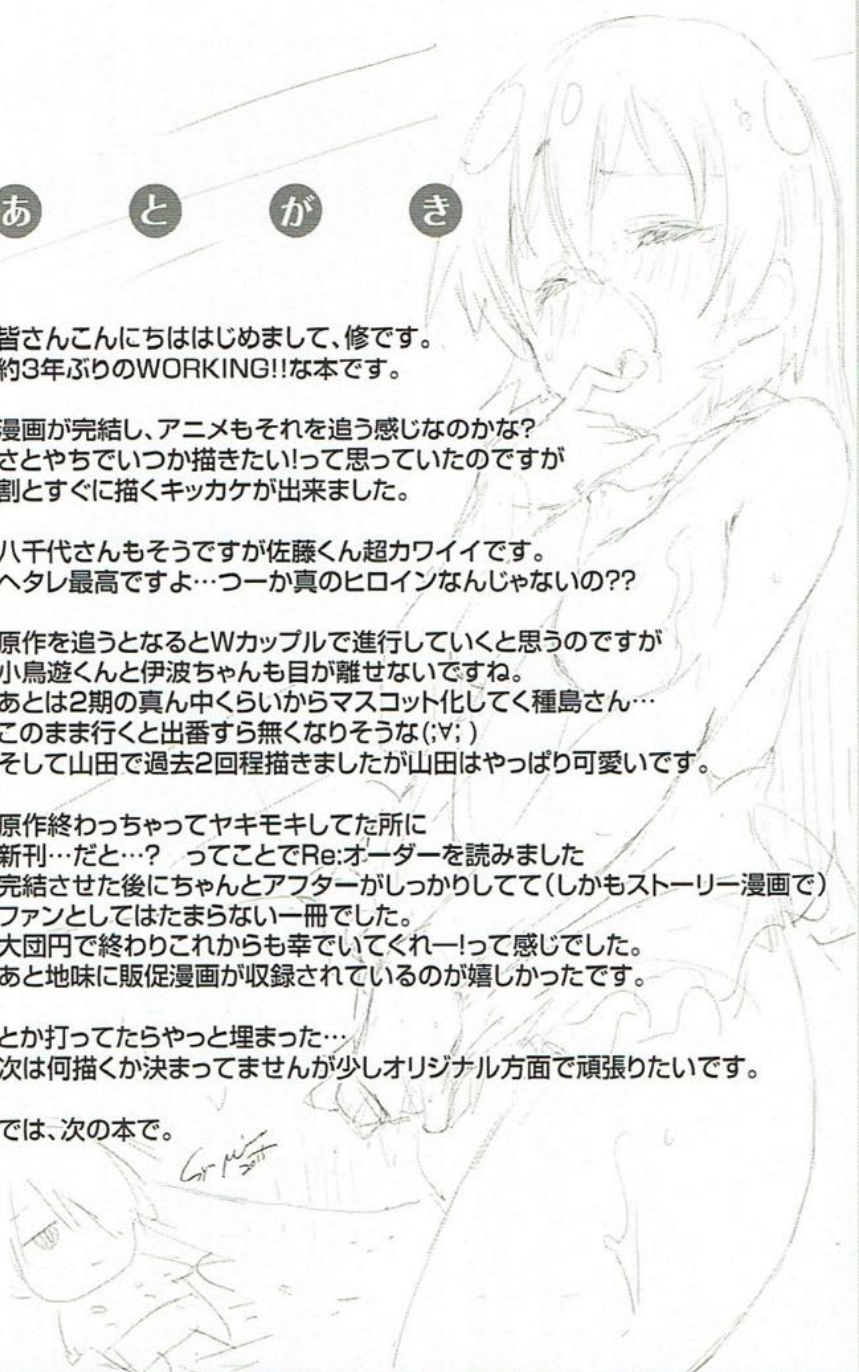 あとがき
皆さんこんにちははじめまして、修です。
約3年ぶりのWORKING!!な本です。
漫画が完結し、アニメもそれを追う感じなのかな?
さとやちでいつか描きたい!って思っていたのですが
割とすぐに描くキッカケが出来ました。
八千代さんもそうですが佐藤くん超カワイイです。
ヘタレ最高ですよ…つーか真のヒロインなんじゃないの??
原作を追うとなるとWカップルで進行していくと思うのですが
小鳥遊くんと伊波ちゃんも目が離せないですね。
あとは2期の真ん中くらいからマスコット化してく種島さん…
このまま行くと出番すら無くなりそうな(;∀; )
そして山田で過去2回程描きましたが山田はやっぱり可愛いです。
原作終わっちゃってヤキモキしてた所に
新刊…だと…? ってことでRe:オーダーを読みました
完結させた後にちゃんとアフターがしっかりしてて(しかもストーリー漫画で)
ファンとしてはたまらない一冊でした。
大団円で終わりこれからも幸でいてくれー!って感じでした。
あと地味に販促漫画が収録されているのが嬉しかったです。
とか打ってたらやっと埋まった…
次は何描くか決まってませんが少しオリジナル方面で頑張りたいです。
では、次の本で。
2015